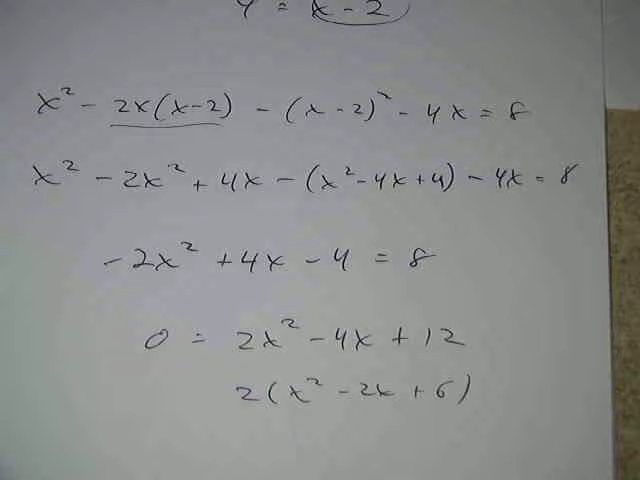 y = x - 2
x² - 2x(x-2) - (x-2)² - 4x = 8
x² - 2x² + 4x - (x²-4x+4) - 4x = 8
-2x² + 4x - 4 = 8
0 = 2x² - 4x + 12
2(x² - 2x + 6)